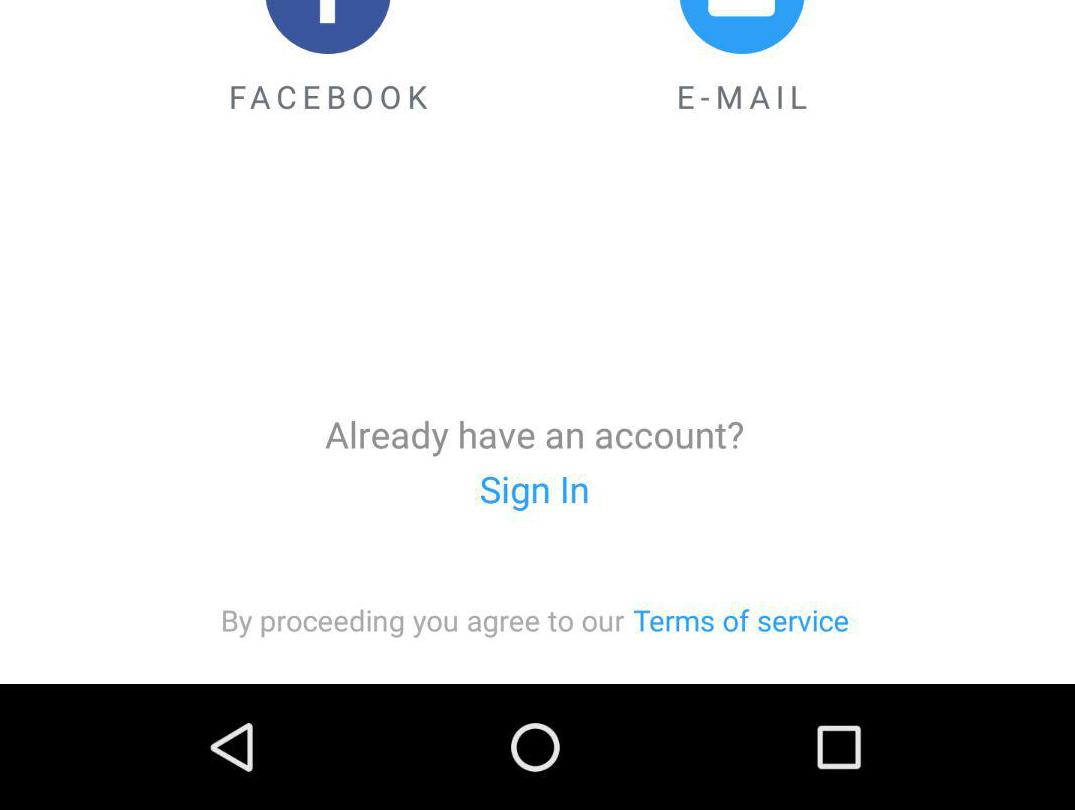 FACEBOOK E-MAIL
Already have an account?
Sign In
By proceeding you agree to our Terms of service